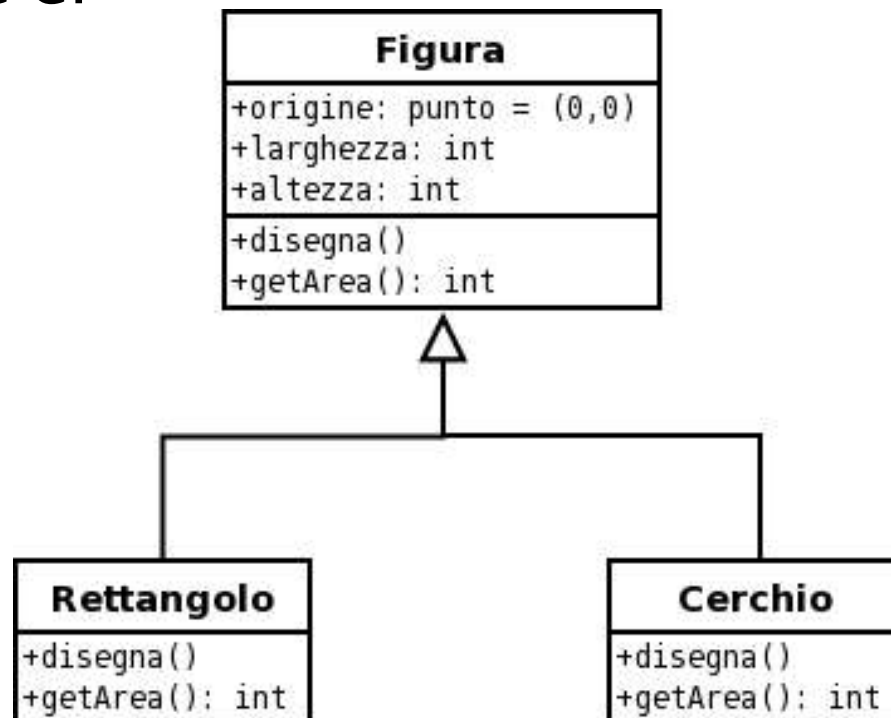 Figura
+origine: punto = (0,0)
+larghezza: int
+altezza: int
+disegna()
+getArea(): int
Rettangolo
+disegna()
+getArea(): int
Cerchio
+disegna()
+getArea(): int